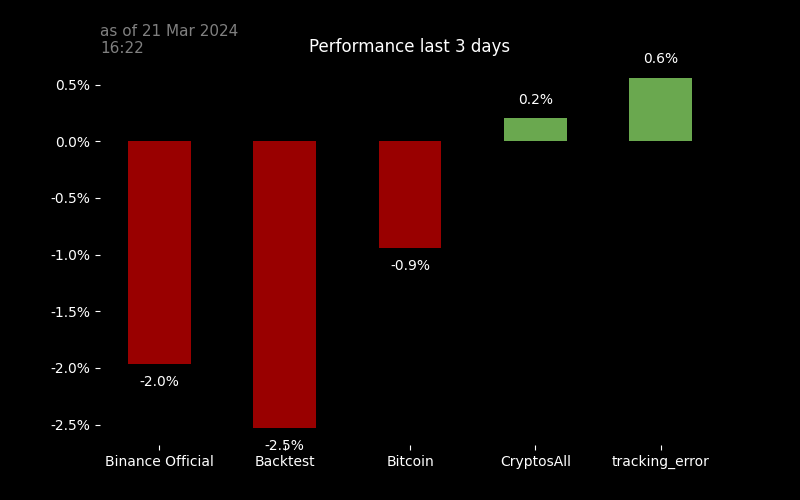 as of 21 Mar 2024
16:22
Performance last 3 days
0.6%
0.5%
0.2%
0.0%
-0.5%
-1.0%
-0.9%
-1.5%
-2.0%
-2.0%
-2.5%
-2.5%
Binance Official
Backtest
Bitcoin
CryptosAll
tracking_error